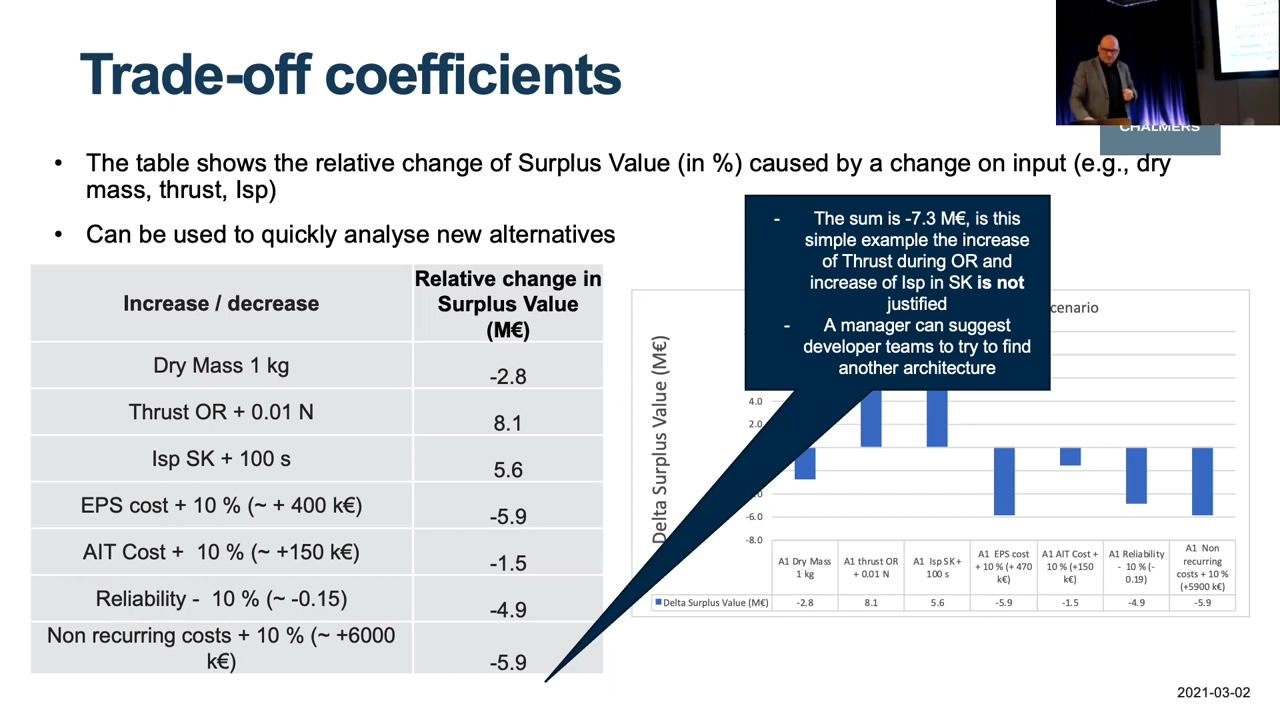 Trade-off coefficients
CHALMERS
• The table shows the relative change of Surplus Value (in %) caused by a change on input (e.g., dry
mass, thrust, Isp)
• Can be used to quickly analyse new alternatives
- The sum is -7.3 M€, is this
simple example the increase
of Thrust during OR and
increase of Isp in SK is not
justified
- A manager can suggest
developer teams to try to find
another architecture
Increase / decrease
Relative change in
Surplus Value
(M€)
Dry Mass 1 kg
-2.8
Thrust OR + 0.01 N
8.1
Isp SK + 100 s
5.6
EPS cost + 10 % (~ + 400 k€)
-5.9
AIT Cost + 10 % (~ +150 k€)
-1.5
Reliability - 10 % (~ -0.15)
-4.9
Non recurring costs + 10 % (~ +6000
k€)
-5.9
cenario
Delta Surplus Value (M€)
4.0
2.0
-6.0
-8.0
A1 Dry Mass
1 kg
A1 thrust OR
+ 0.01 N
A1 Isp SK+
100 s
A1 EPS cost
+ 10 % (+ 470
k€)
A1 AIT Cost +
10 % (+150
k€)
A1 Reliability
- 10 % (-
0.19)
A1 Non
recurring
costs + 10 %
(+5900 k€)
Delta Surplus Value (M€) -2.8 8.1 5.6 -5.9 -1.5 -4.9 -5.9
2021-03-02